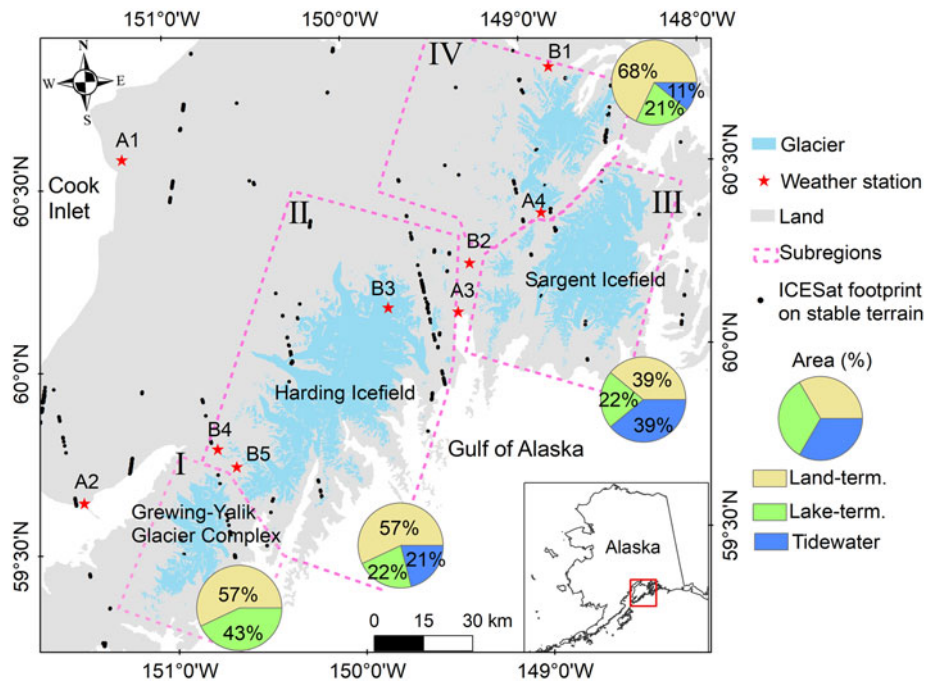 151°0'W 150°0'W 149°0'W 148°0'W
N
W E
S
IV
B1
68%
11%
21%
A1
Cook
Inlet
60°30'N
60°30'N
Glacier
Weather station
Land
Subregions
ICESat footprint
on stable terrain
II
A4
III
B2
Sargent Icefield
B3
A3
60°0'N
60°0'N
Harding Icefield
39%
22%
39%
Area (%)
Land-term.
Lake-term.
Tidewater
B4
B5
Gulf of Alaska
I
A2
Grewing-Yalik
Glacier Complex
59°30'N
59°30'N
57%
22%
21%
57%
43%
Alaska
0 15 30 km
151°0'W 150°0'W 149°0'W